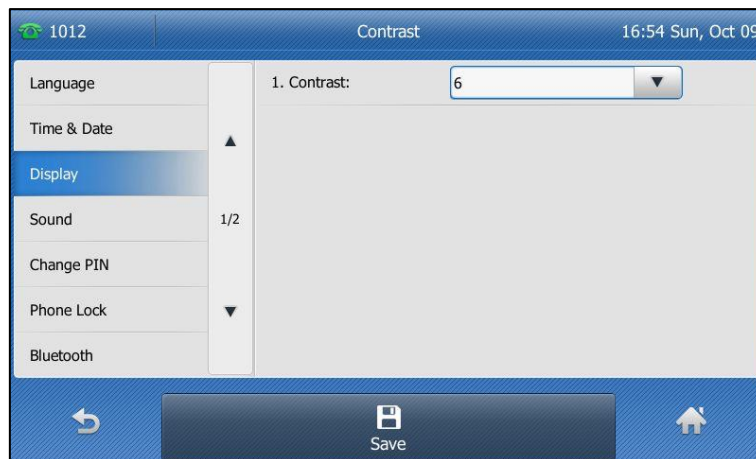 1012
Contrast
16:54 Sun, Oct 09
Language
1. Contrast:
6
Time & Date
Display
Sound
1/2
Change PIN
Phone Lock
Bluetooth
Save